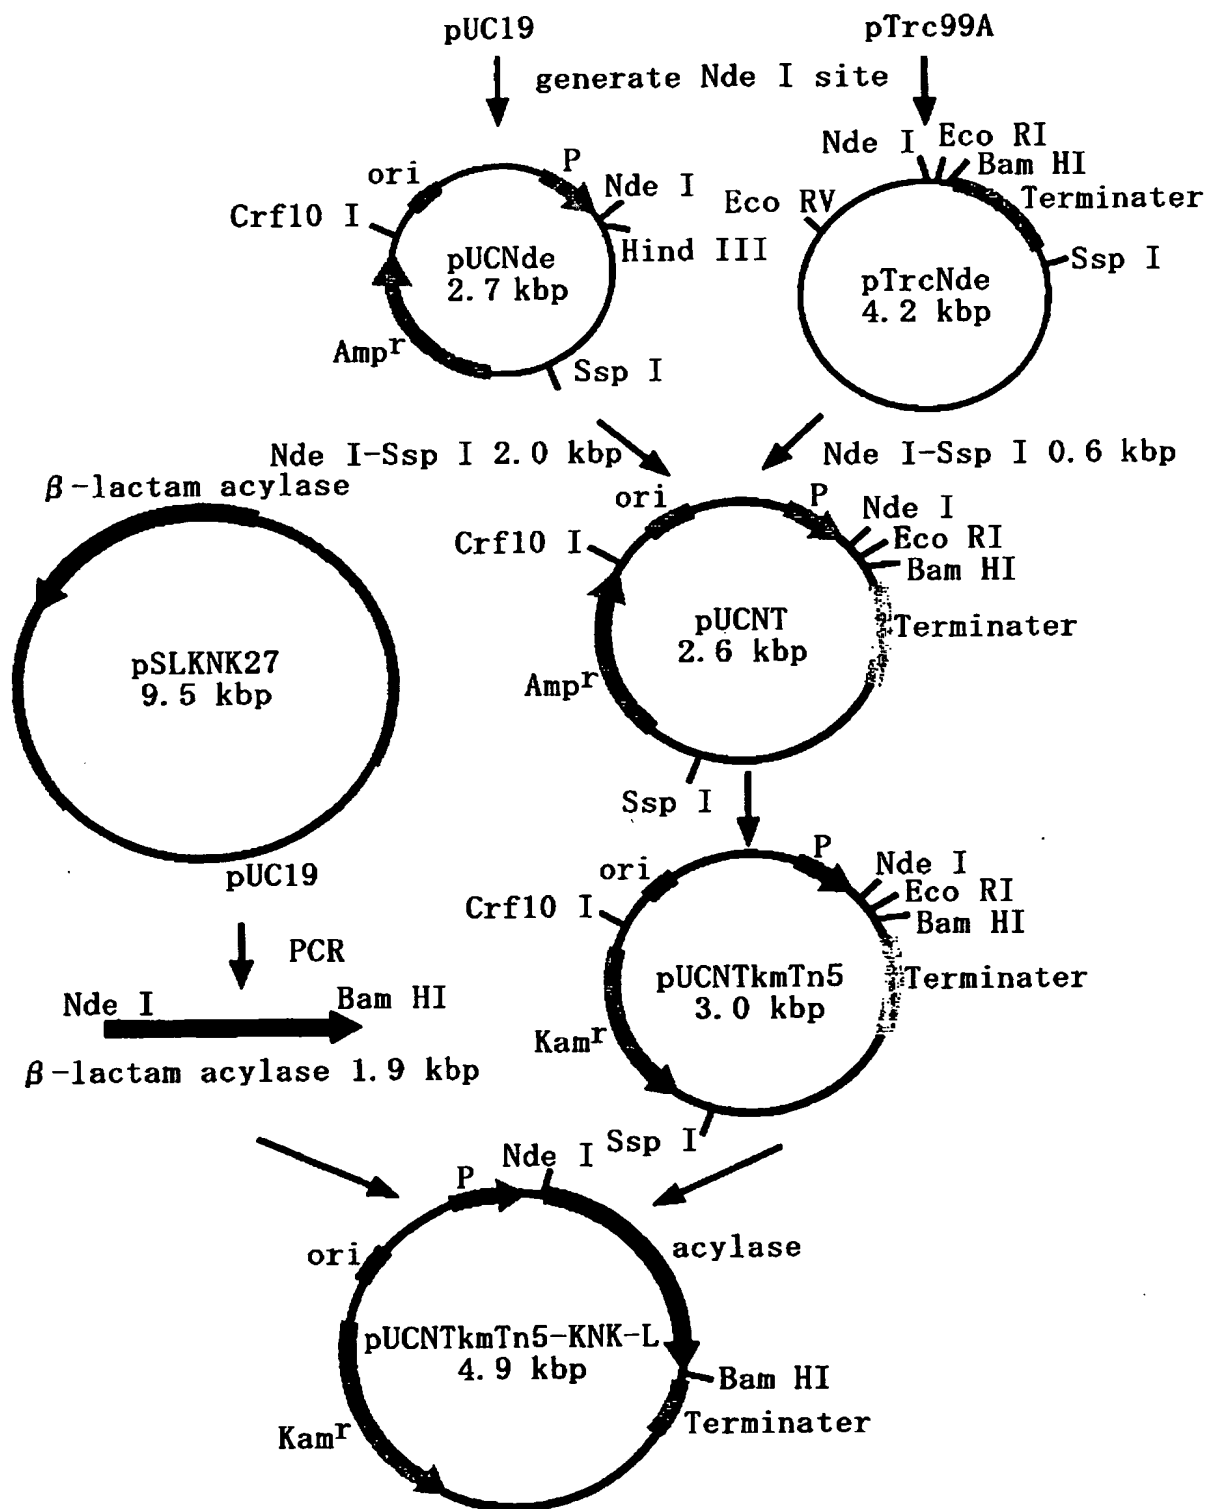 pUC19
pTrc99A
generate Nde I site
ori
P
Nde I
Crf10 I
Hind III
pUCNde
2.7 kbp
Ampr
Ssp I
Nde I
Eco RI
Bam HI
Terminater
Eco RV
Ssp I
pTrcNde
4.2 kbp
Nde I-Ssp I 2.0 kbp
Nde I-Ssp I 0.6 kbp
β-lactam acylase
pSLKNK27
9.5 kbp
pUC19
ori
P
Nde I
Eco RI
Bam HI
Crf10 I
pUCNT
2.6 kbp
Terminater
Ampr
Ssp I
PCR
Nde I
Bam HI
β-lactam acylase 1.9 kbp
ori
P
Nde I
Eco RI
Bam HI
Crf10 I
pUCNTkmTn5
3.0 kbp
Terminater
Kamr
Ssp I
P
Nde I
ori
acylase
pUCNTkmTn5-KNK-L
4.9 kbp
Bam HI
Terminater
Kamr